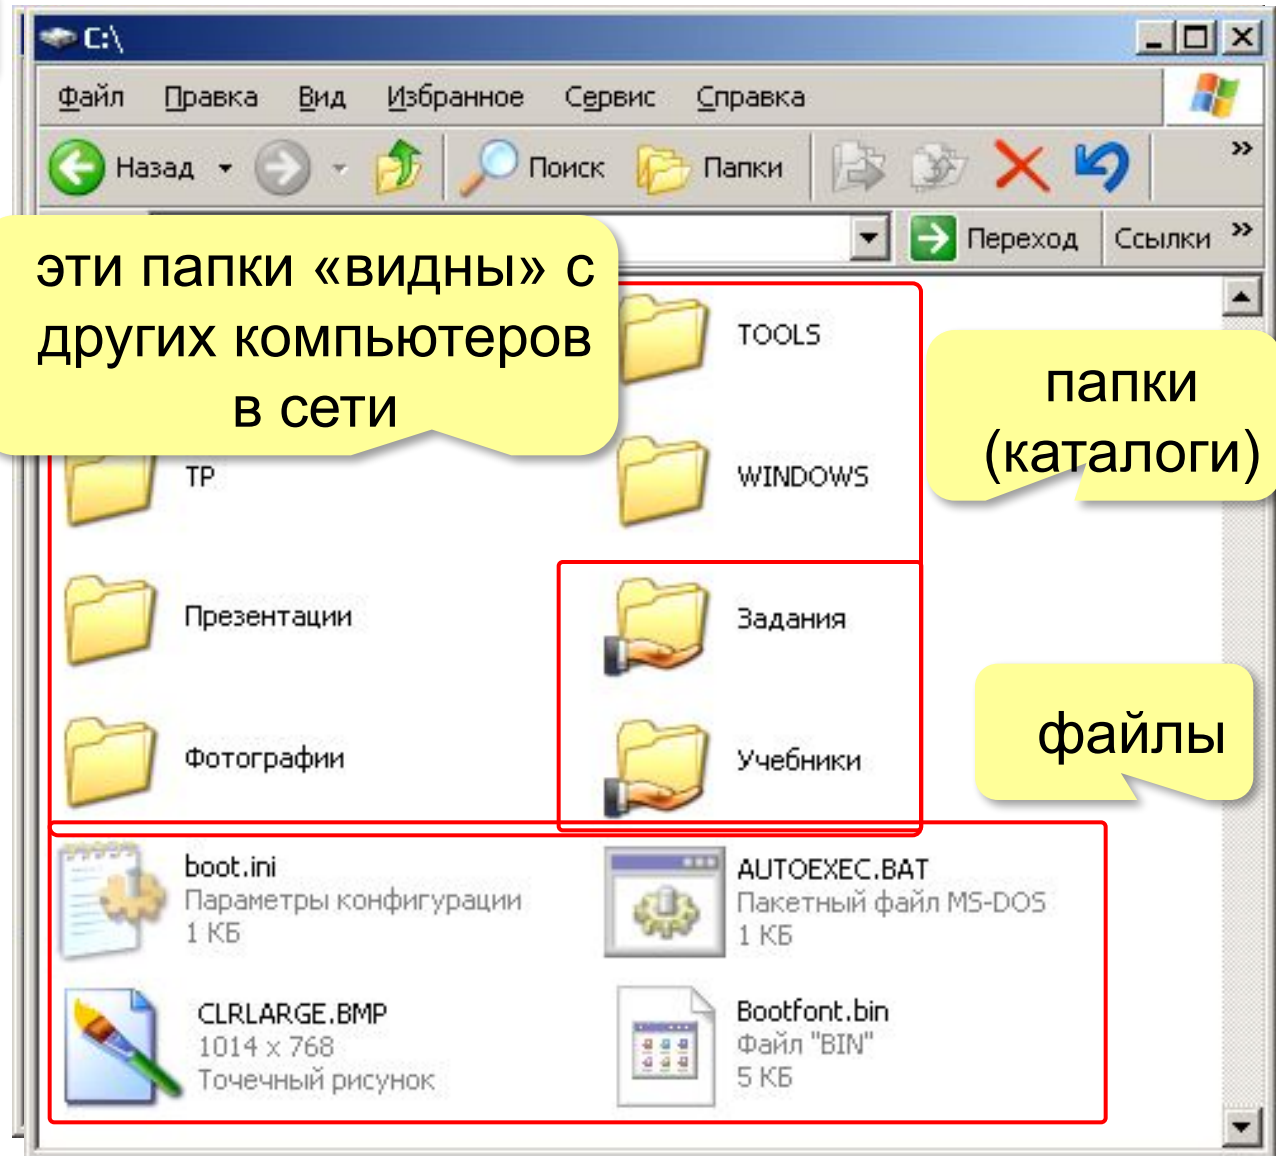 C:\
Файл Правка Вид Избранное Сервис Справка
Назад Поиск Папки »
Переход Ссылки »
эти папки «видны» с
других компьютеров
в сети
TOOLS
папки
(каталоги)
TP WINDOWS
Презентации Задания
файлы
Фотографии Учебники
boot.ini
Параметры конфигурации
1 КБ
AUTOEXEC.BAT
Пакетный файл MS-DOS
1 КБ
CLRLARGE.BMP
1014 x 768
Точечный рисунок
Bootfont.bin
Файл "BIN"
5 КБ